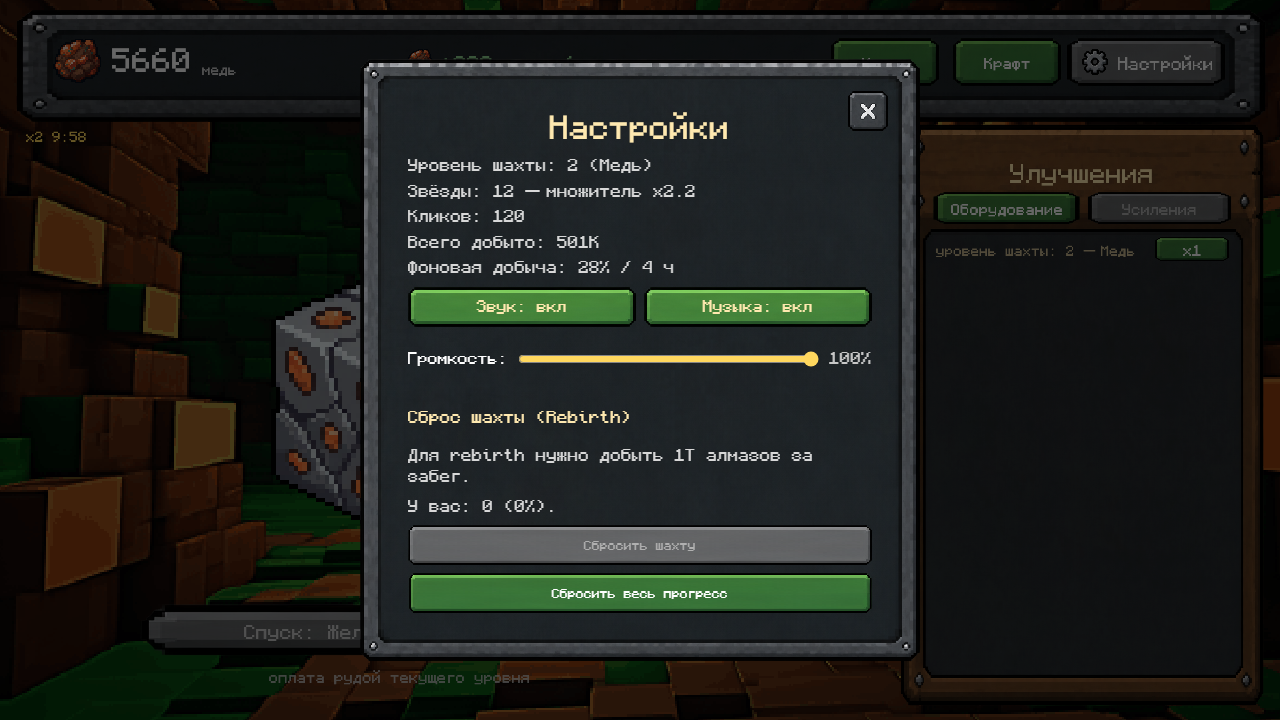 5660 медь
Крафт
Настройки
x2 9:58
Настройки
Уровень шахты: 2 (Медь)
Звёзды: 12 — множитель x2.2
Кликов: 120
Всего добыто: 501K
Фоновая добыча: 28% / 4 ч
Звук: вкл
Музыка: вкл
Громкость: 100%
Сброс шахты (Rebirth)
Для rebirth нужно добыть 1T алмазов за
забег.
У вас: 0 (0%).
Сбросить шахту
Сбросить весь прогресс
Улучшения
Оборудование
Усиления
уровень шахты: 2 — Медь
x1
Спуск:
оплата рудой текущего уровня